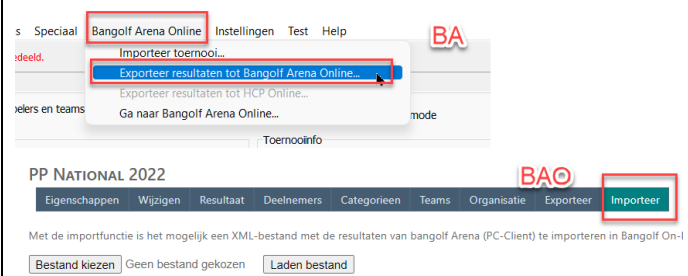 s Speciaal Bangolf Arena Online Instellingen Test Help
BA
edeeld.
Importeer toernooi...
Exporteer resultaten tot Bangolf Arena Online...
Exporteer resultaten tot HCP Online...
elers en teams
Ga naar Bangolf Arena Online...
mode
Toernooiinfo
PP NATIONAL 2022
BAO
Eigenschappen Wijzigen Resultaat Deelnemers Categorieen Teams Organisatie Exporteer Importeer
Met de importfunctie is het mogelijk een XML-bestand met de resultaten van bangolf Arena (PC-Client) te importeren in Bangolf On-l
Bestand kiezen Geen bestand gekozen Laden bestand